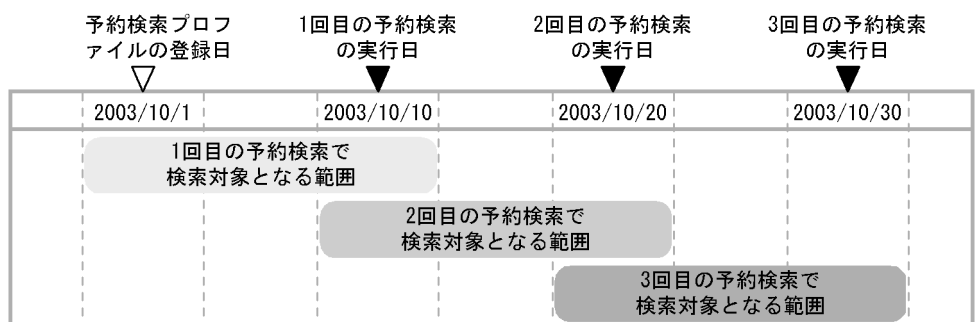 予約検索プロフ
ァイルの登録日
1回目の予約検索
の実行日
2回目の予約検索
の実行日
3回目の予約検索
の実行日
2003/10/1
2003/10/10
2003/10/20
2003/10/30
1回目の予約検索で
検索対象となる範囲
2回目の予約検索で
検索対象となる範囲
3回目の予約検索で
検索対象となる範囲